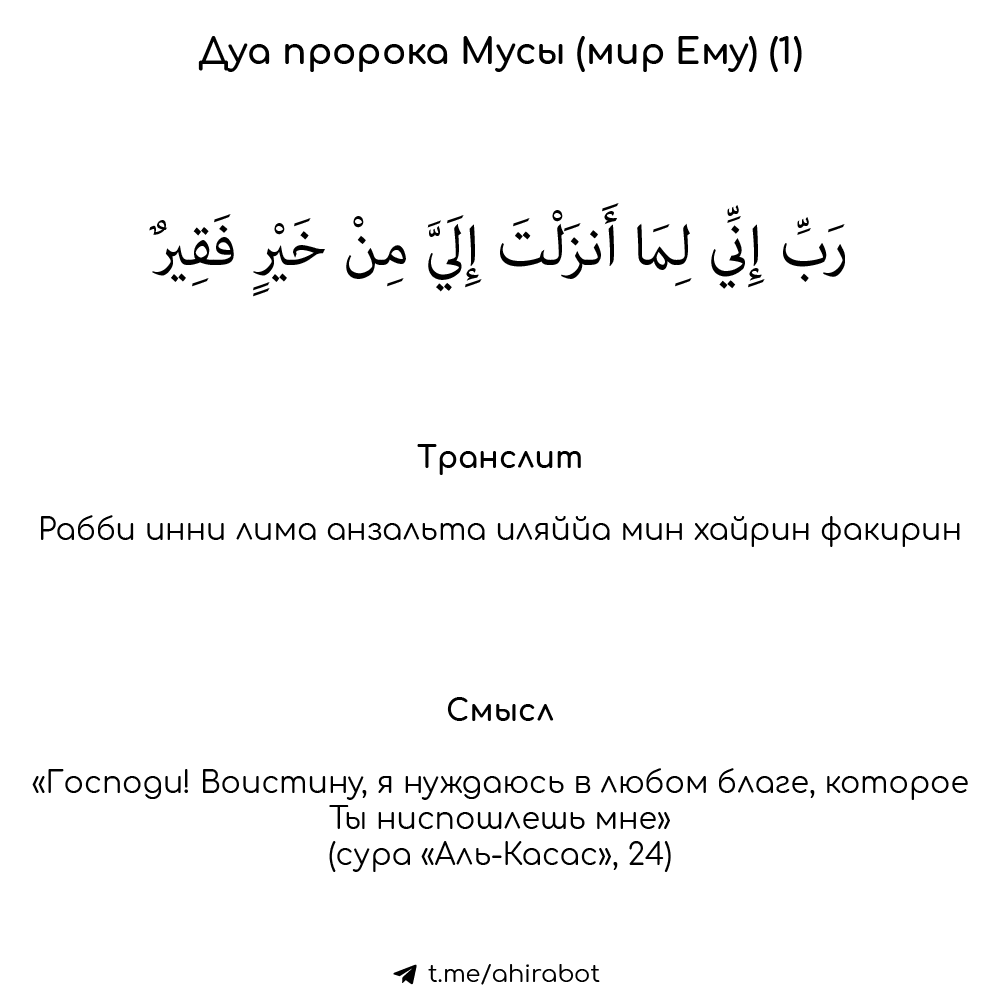 Дуа пророка Мусы (мир Ему) (1)
رَبِّ إِنِّي لِمَا أَنزَلْتَ إِلَيَّ مِنْ خَيْرٍ فَقِيرٌ
Транслит
Рабби инни лима анзальта иляййа мин хайрин факирин
Смысл
«Господи! Воистину, я нуждаюсь в любом благе, которое
Ты ниспошлешь мне»
(сура «Аль-Касас», 24)
t.me/ahirabot